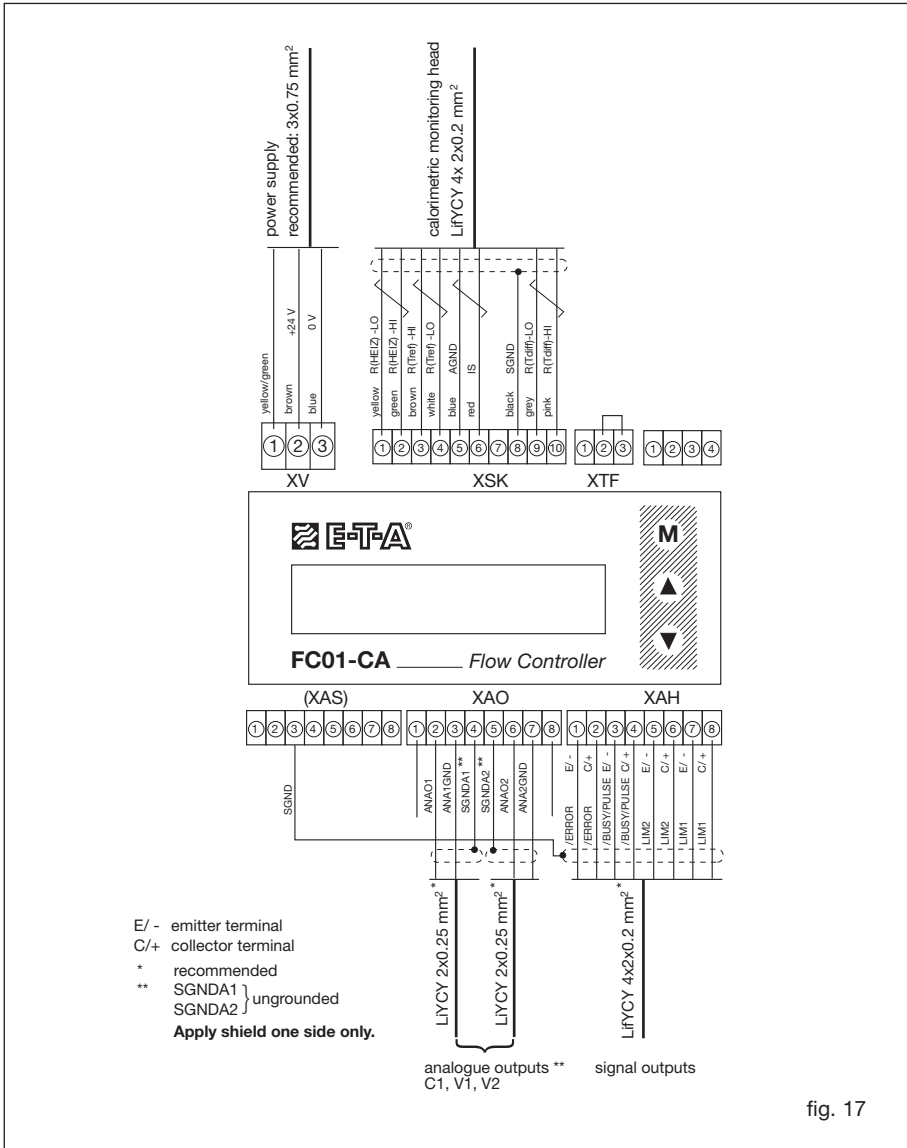 power supply
recommended: 3x0.75 mm²
calorimetric monitoring head
LifYCY 4x 2x0.2 mm²
yellow/green
brown +24 V
blue 0 V
yellow R(HEIZ) -LO
green R(HEIZ) -HI
brown R(Tref) -HI
white R(Tref) -LO
blue AGND
red IS
black SGND
grey R(Tdiff)-LO
pink R(Tdiff)-HI
1 2 3
1 2 3 4 5 6 7 8 9 10
1 2 3
1 2 3 4
XV XSK XTF
E-T-A®
M
FC01-CA Flow Controller
(XAS) XAO XAH
1 2 3 4 5 6 7 8
1 2 3 4 5 6 7 8
1 2 3 4 5 6 7 8
SGND
ANAO1
ANA1GND
SGNDA1 **
SGNDA2 **
ANAO2
ANA2GND
/ERROR E/ -
/ERROR C/+
/BUSY/PULSE E/ -
/BUSY/PULSE C/ +
LIM2 E/ -
LIM2 C/+
LIM1 E/ -
LIM1 C/+
LiYCY 2x0.25 mm² *
LiYCY 2x0.25 mm² *
LifYCY 4x2x0.2 mm² *
E/ - emitter terminal
C/+ collector terminal
* recommended
** SGNDA1
SGNDA2 } ungrounded
Apply shield one side only.
analogue outputs **
C1, V1, V2
signal outputs
fig. 17